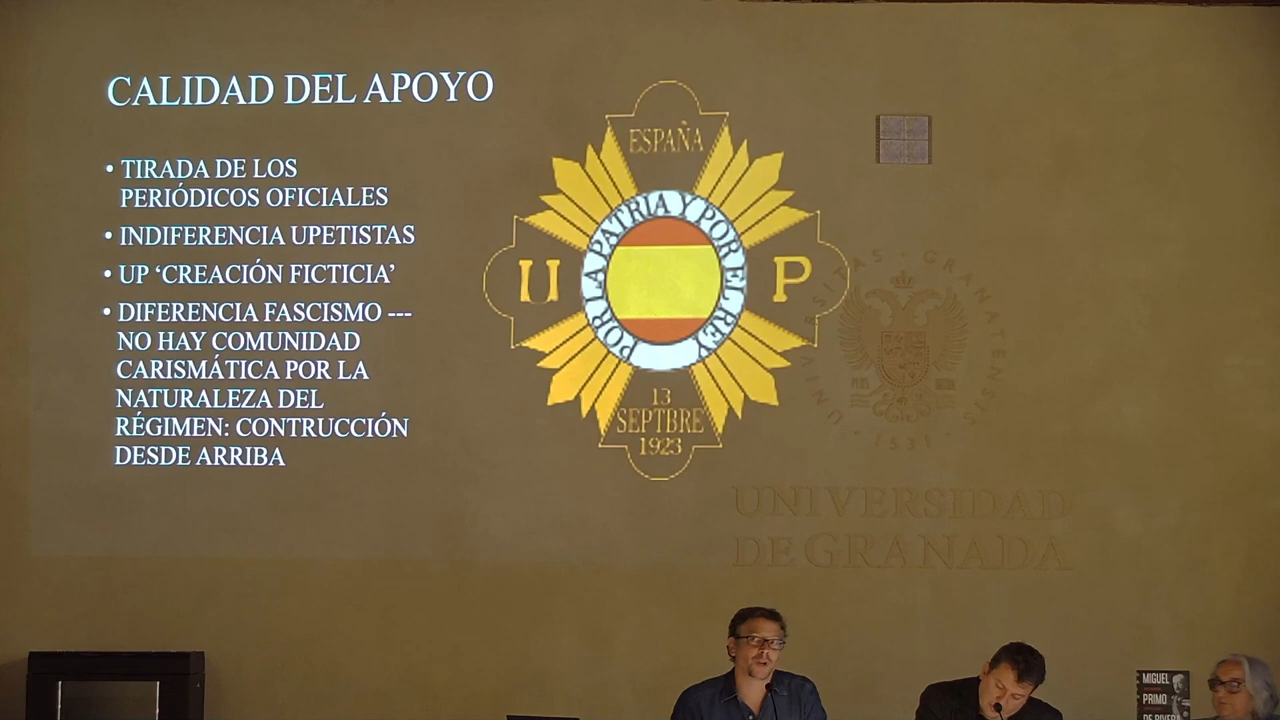 CALIDAD DEL APOYO
• TIRADA DE LOS
PERIÓDICOS OFICIALES
• INDIFERENCIA UPETISTAS
• UP ‘CREACIÓN FICTICIA’
• DIFERENCIA FASCISMO ---
NO HAY COMUNIDAD
CARISMÁTICA POR LA
NATURALEZA DEL
RÉGIMEN: CONTRUCCIÓN
DESDE ARRIBA
ESPAÑA
POR LA PATRIA Y POR EL REY
U P
13
SEPTBRE
1923
UNIVERSITAS · GRANATENSIS
· 1531 ·
UNIVERSIDAD
DE GRANADA
MIGUEL
PRIMO
DE RIVERA